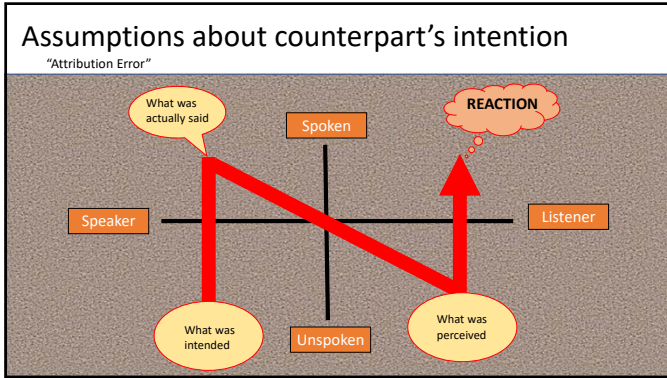 Assumptions about counterpart’s intention
“Attribution Error”
What was
actually said
REACTION
Spoken
Speaker
Listener
What was
intended
Unspoken
What was
perceived